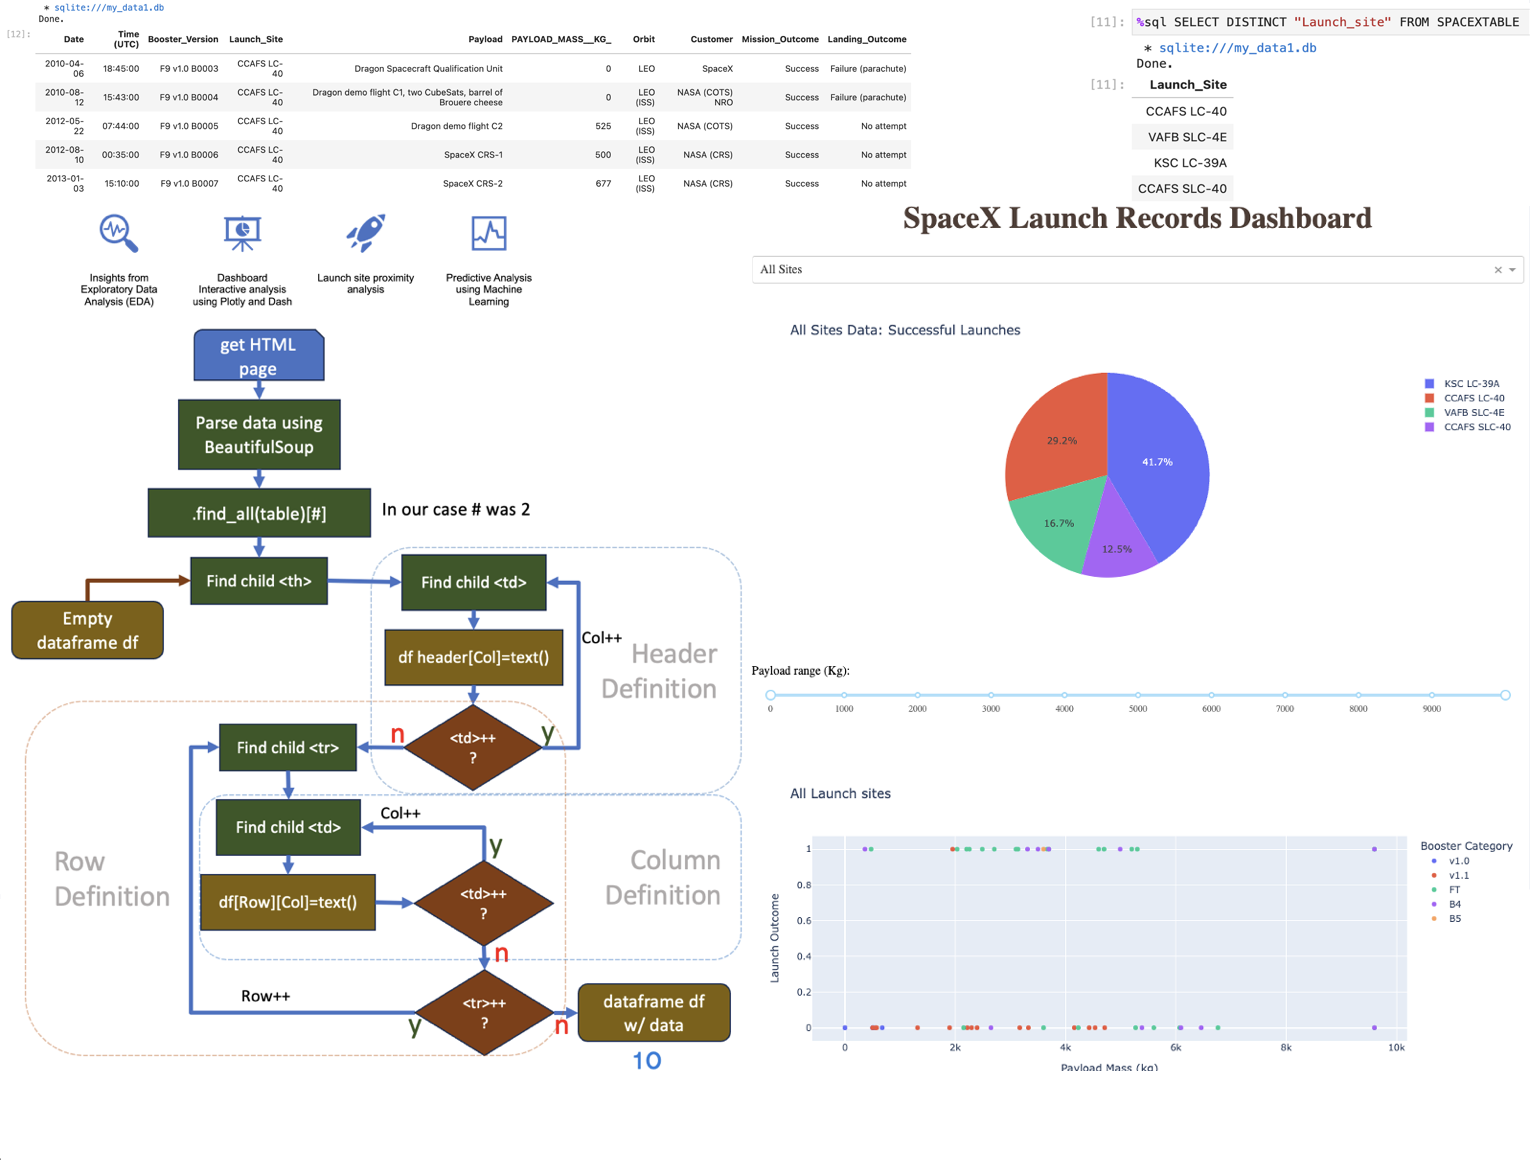 * sqlite:///my_data1.db
Done.
[12]:
Date Time (UTC) Booster_Version Launch_Site Payload PAYLOAD_MASS__KG_ Orbit Customer Mission_Outcome Landing_Outcome
2010-04-06 18:45:00 F9 v1.0 B0003 CCAFS LC-40 Dragon Spacecraft Qualification Unit 0 LEO SpaceX Success Failure (parachute)
2010-08-12 15:43:00 F9 v1.0 B0004 CCAFS LC-40 Dragon demo flight C1, two CubeSats, barrel of Brouere cheese 0 LEO (ISS) NASA (COTS) NRO Success Failure (parachute)
2012-05-22 07:44:00 F9 v1.0 B0005 CCAFS LC-40 Dragon demo flight C2 525 LEO (ISS) NASA (COTS) Success No attempt
2012-08-10 00:35:00 F9 v1.0 B0006 CCAFS LC-40 SpaceX CRS-1 500 LEO (ISS) NASA (CRS) Success No attempt
2013-01-03 15:10:00 F9 v1.0 B0007 CCAFS LC-40 SpaceX CRS-2 677 LEO (ISS) NASA (CRS) Success No attempt
[11]: %sql SELECT DISTINCT "Launch_site" FROM SPACEXTABLE
* sqlite:///my_data1.db
Done.
[11]: Launch_Site
CCAFS LC-40
VAFB SLC-4E
KSC LC-39A
CCAFS SLC-40
Insights from
Exploratory Data
Analysis (EDA)
Dashboard
Interactive analysis
using Plotly and Dash
Launch site proximity
analysis
Predictive Analysis
using Machine
Learning
get HTML
page
Parse data using
BeautifulSoup
.find_all(table)[#]
In our case # was 2
Find child <th>
Find child <td>
Empty
dataframe df
df header[Col]=text()
Col++
Header
Definition
<td>++
?
n
y
Find child <tr>
Find child <td>
Col++
y
Row
Definition
Column
Definition
df[Row][Col]=text()
<td>++
?
n
Row++
<tr>++
?
y
n
dataframe df
w/ data
10
SpaceX Launch Records Dashboard
All Sites
×
All Sites Data: Successful Launches
KSC LC-39A
CCAFS LC-40
VAFB SLC-4E
CCAFS SLC-40
29.2%
41.7%
16.7%
12.5%
Payload range (Kg):
0 1000 2000 3000 4000 5000 6000 7000 8000 9000
All Launch sites
Launch Outcome
1
0.8
0.6
0.4
0.2
0
0 2k 4k 6k 8k 10k
Payload Mass (kg)
Booster Category
v1.0
v1.1
FT
B4
B5